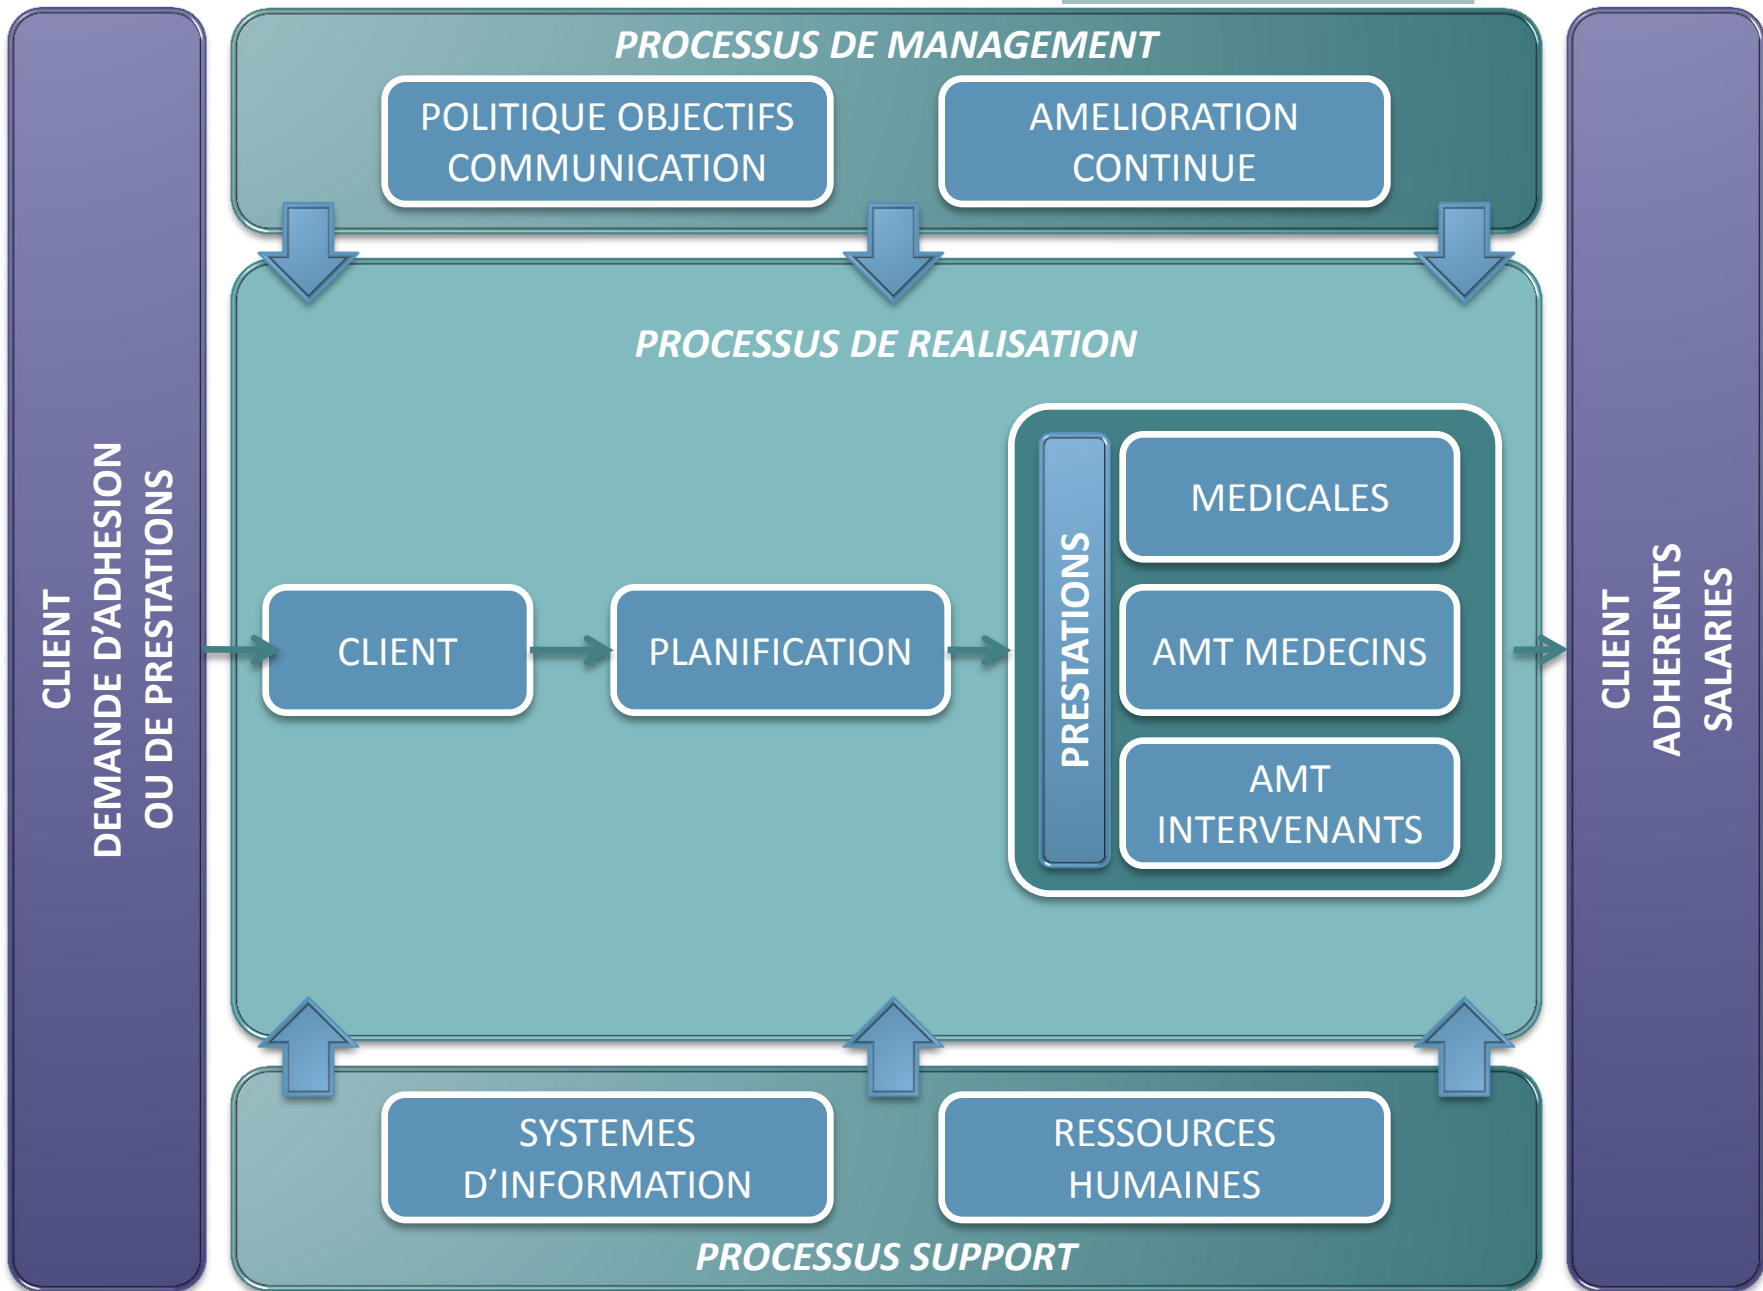 PROCESSUS DE MANAGEMENT
POLITIQUE OBJECTIFS
COMMUNICATION
AMELIORATION
CONTINUE
CLIENT
DEMANDE D’ADHESION
OU DE PRESTATIONS
PROCESSUS DE REALISATION
CLIENT
PLANIFICATION
PRESTATIONS
MEDICALES
AMT MEDECINS
AMT
INTERVENANTS
CLIENT
ADHERENTS
SALARIES
SYSTEMES
D’INFORMATION
RESSOURCES
HUMAINES
PROCESSUS SUPPORT